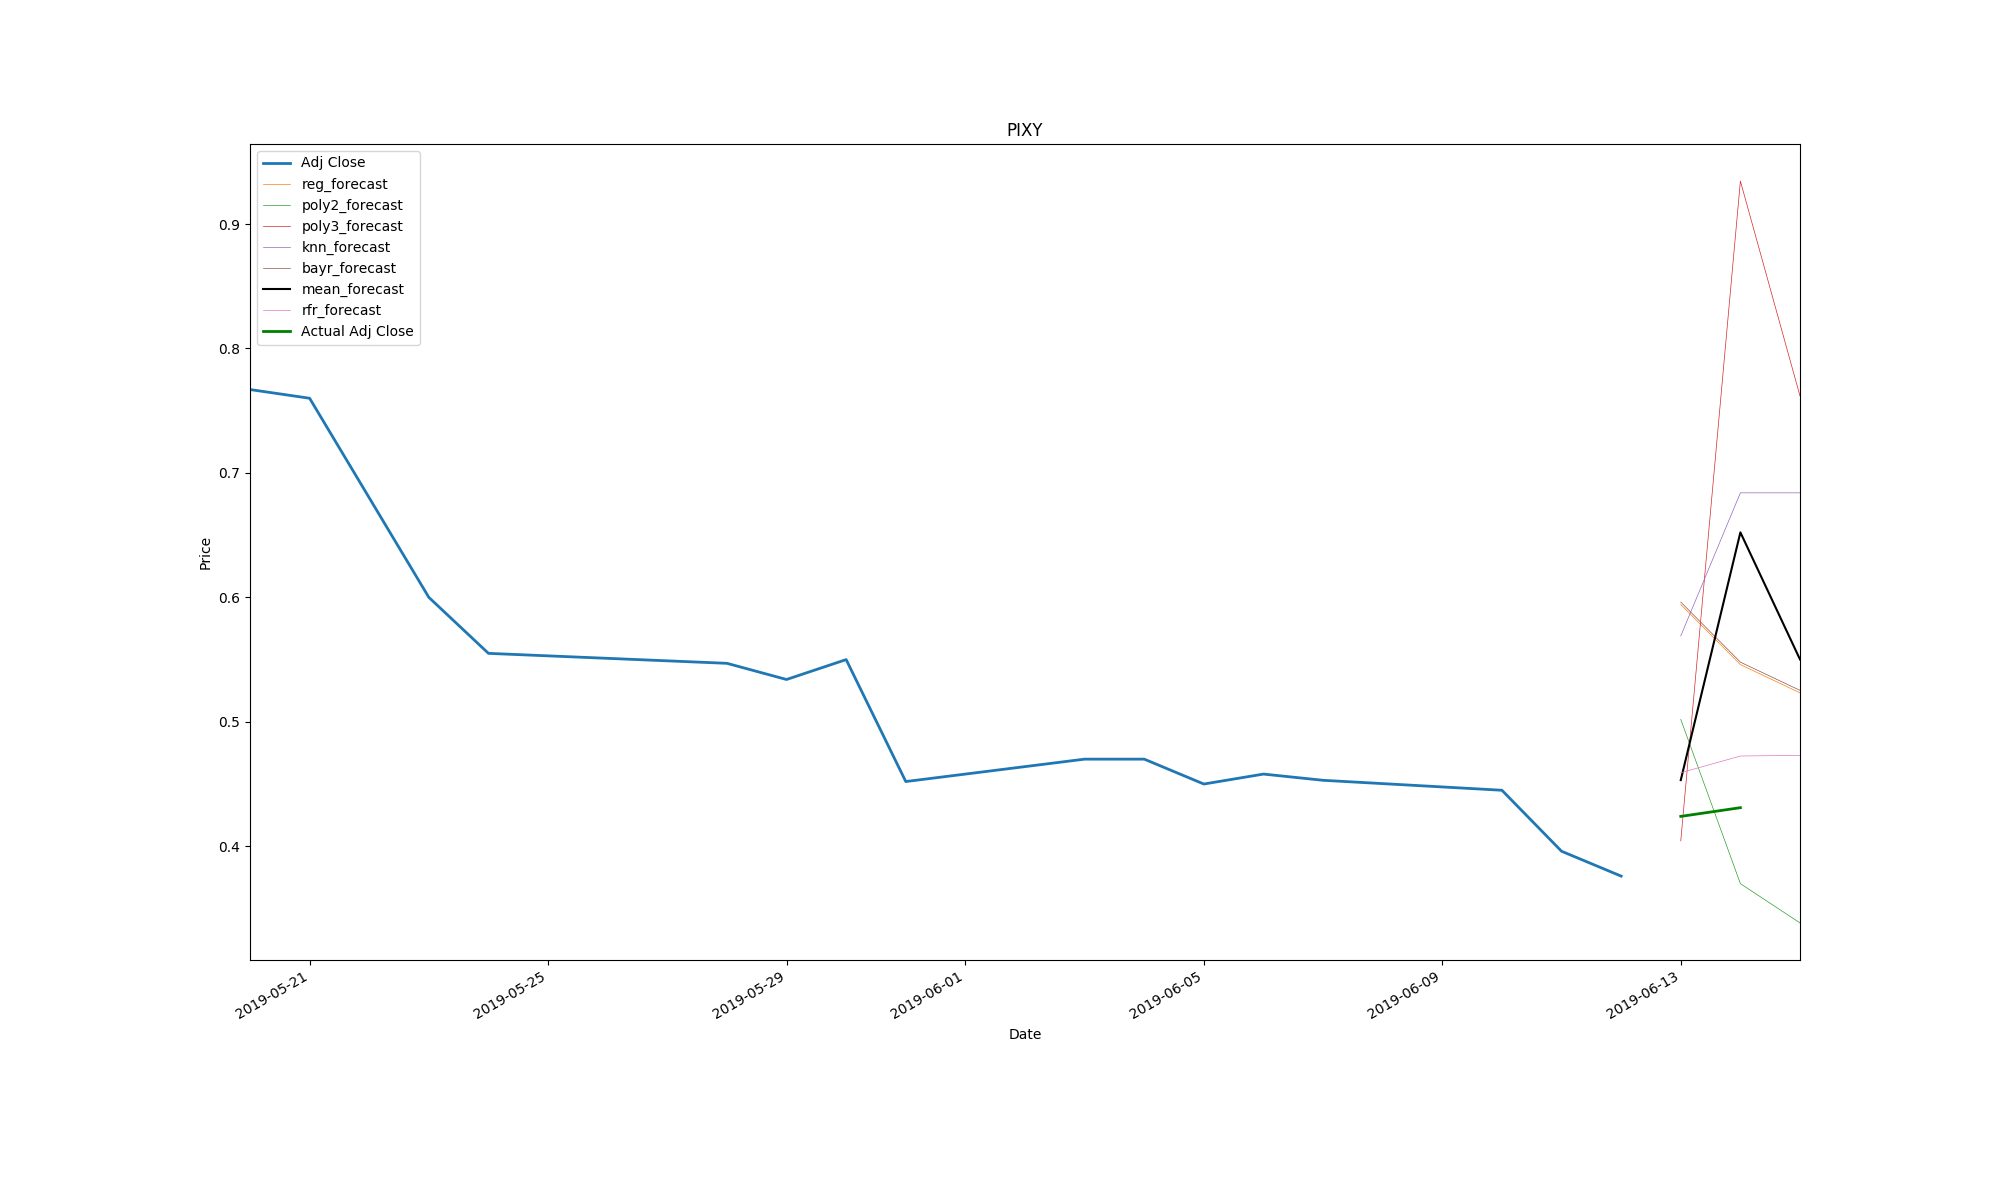 PIXY
Adj Close
reg_forecast
poly2_forecast
poly3_forecast
knn_forecast
bayr_forecast
mean_forecast
rfr_forecast
Actual Adj Close
0.9
0.8
0.7
0.6
0.5
0.4
Price
2019-05-21
2019-05-25
2019-05-29
2019-06-01
2019-06-05
2019-06-09
2019-06-13
Date